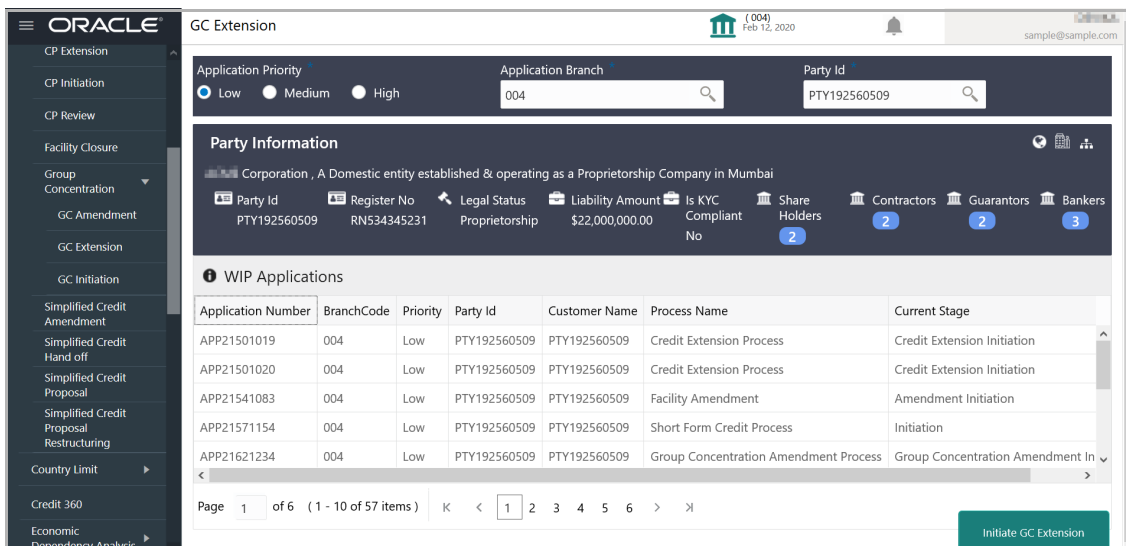 ORACLE®
GC Extension
( 004)
Feb 12, 2020
sample@sample.com
CP Extension
CP Initiation
CP Review
Facility Closure
Group
Concentration
GC Amendment
GC Extension
GC Initiation
Simplified Credit
Amendment
Simplified Credit
Hand off
Simplified Credit
Proposal
Simplified Credit
Proposal
Restructuring
Country Limit
Credit 360
Economic
Dependency Analysis
Application Priority *
Low Medium High
Application Branch *
004
Party Id *
PTY192560509
Party Information
Corporation , A Domestic entity established & operating as a Proprietorship Company in Mumbai
Party Id
PTY192560509
Register No
RN534345231
Legal Status
Proprietorship
Liability Amount
$22,000,000.00
Is KYC
Compliant
No
Share
Holders
2
Contractors
2
Guarantors
2
Bankers
3
WIP Applications
Application Number BranchCode Priority Party Id Customer Name Process Name Current Stage
APP21501019 004 Low PTY192560509 PTY192560509 Credit Extension Process Credit Extension Initiation
APP21501020 004 Low PTY192560509 PTY192560509 Credit Extension Process Credit Extension Initiation
APP21541083 004 Low PTY192560509 PTY192560509 Facility Amendment Amendment Initiation
APP21571154 004 Low PTY192560509 PTY192560509 Short Form Credit Process Initiation
APP21621234 004 Low PTY192560509 PTY192560509 Group Concentration Amendment Process Group Concentration Amendment In
Page 1 of 6 ( 1 - 10 of 57 items ) 1 2 3 4 5 6
Initiate GC Extension